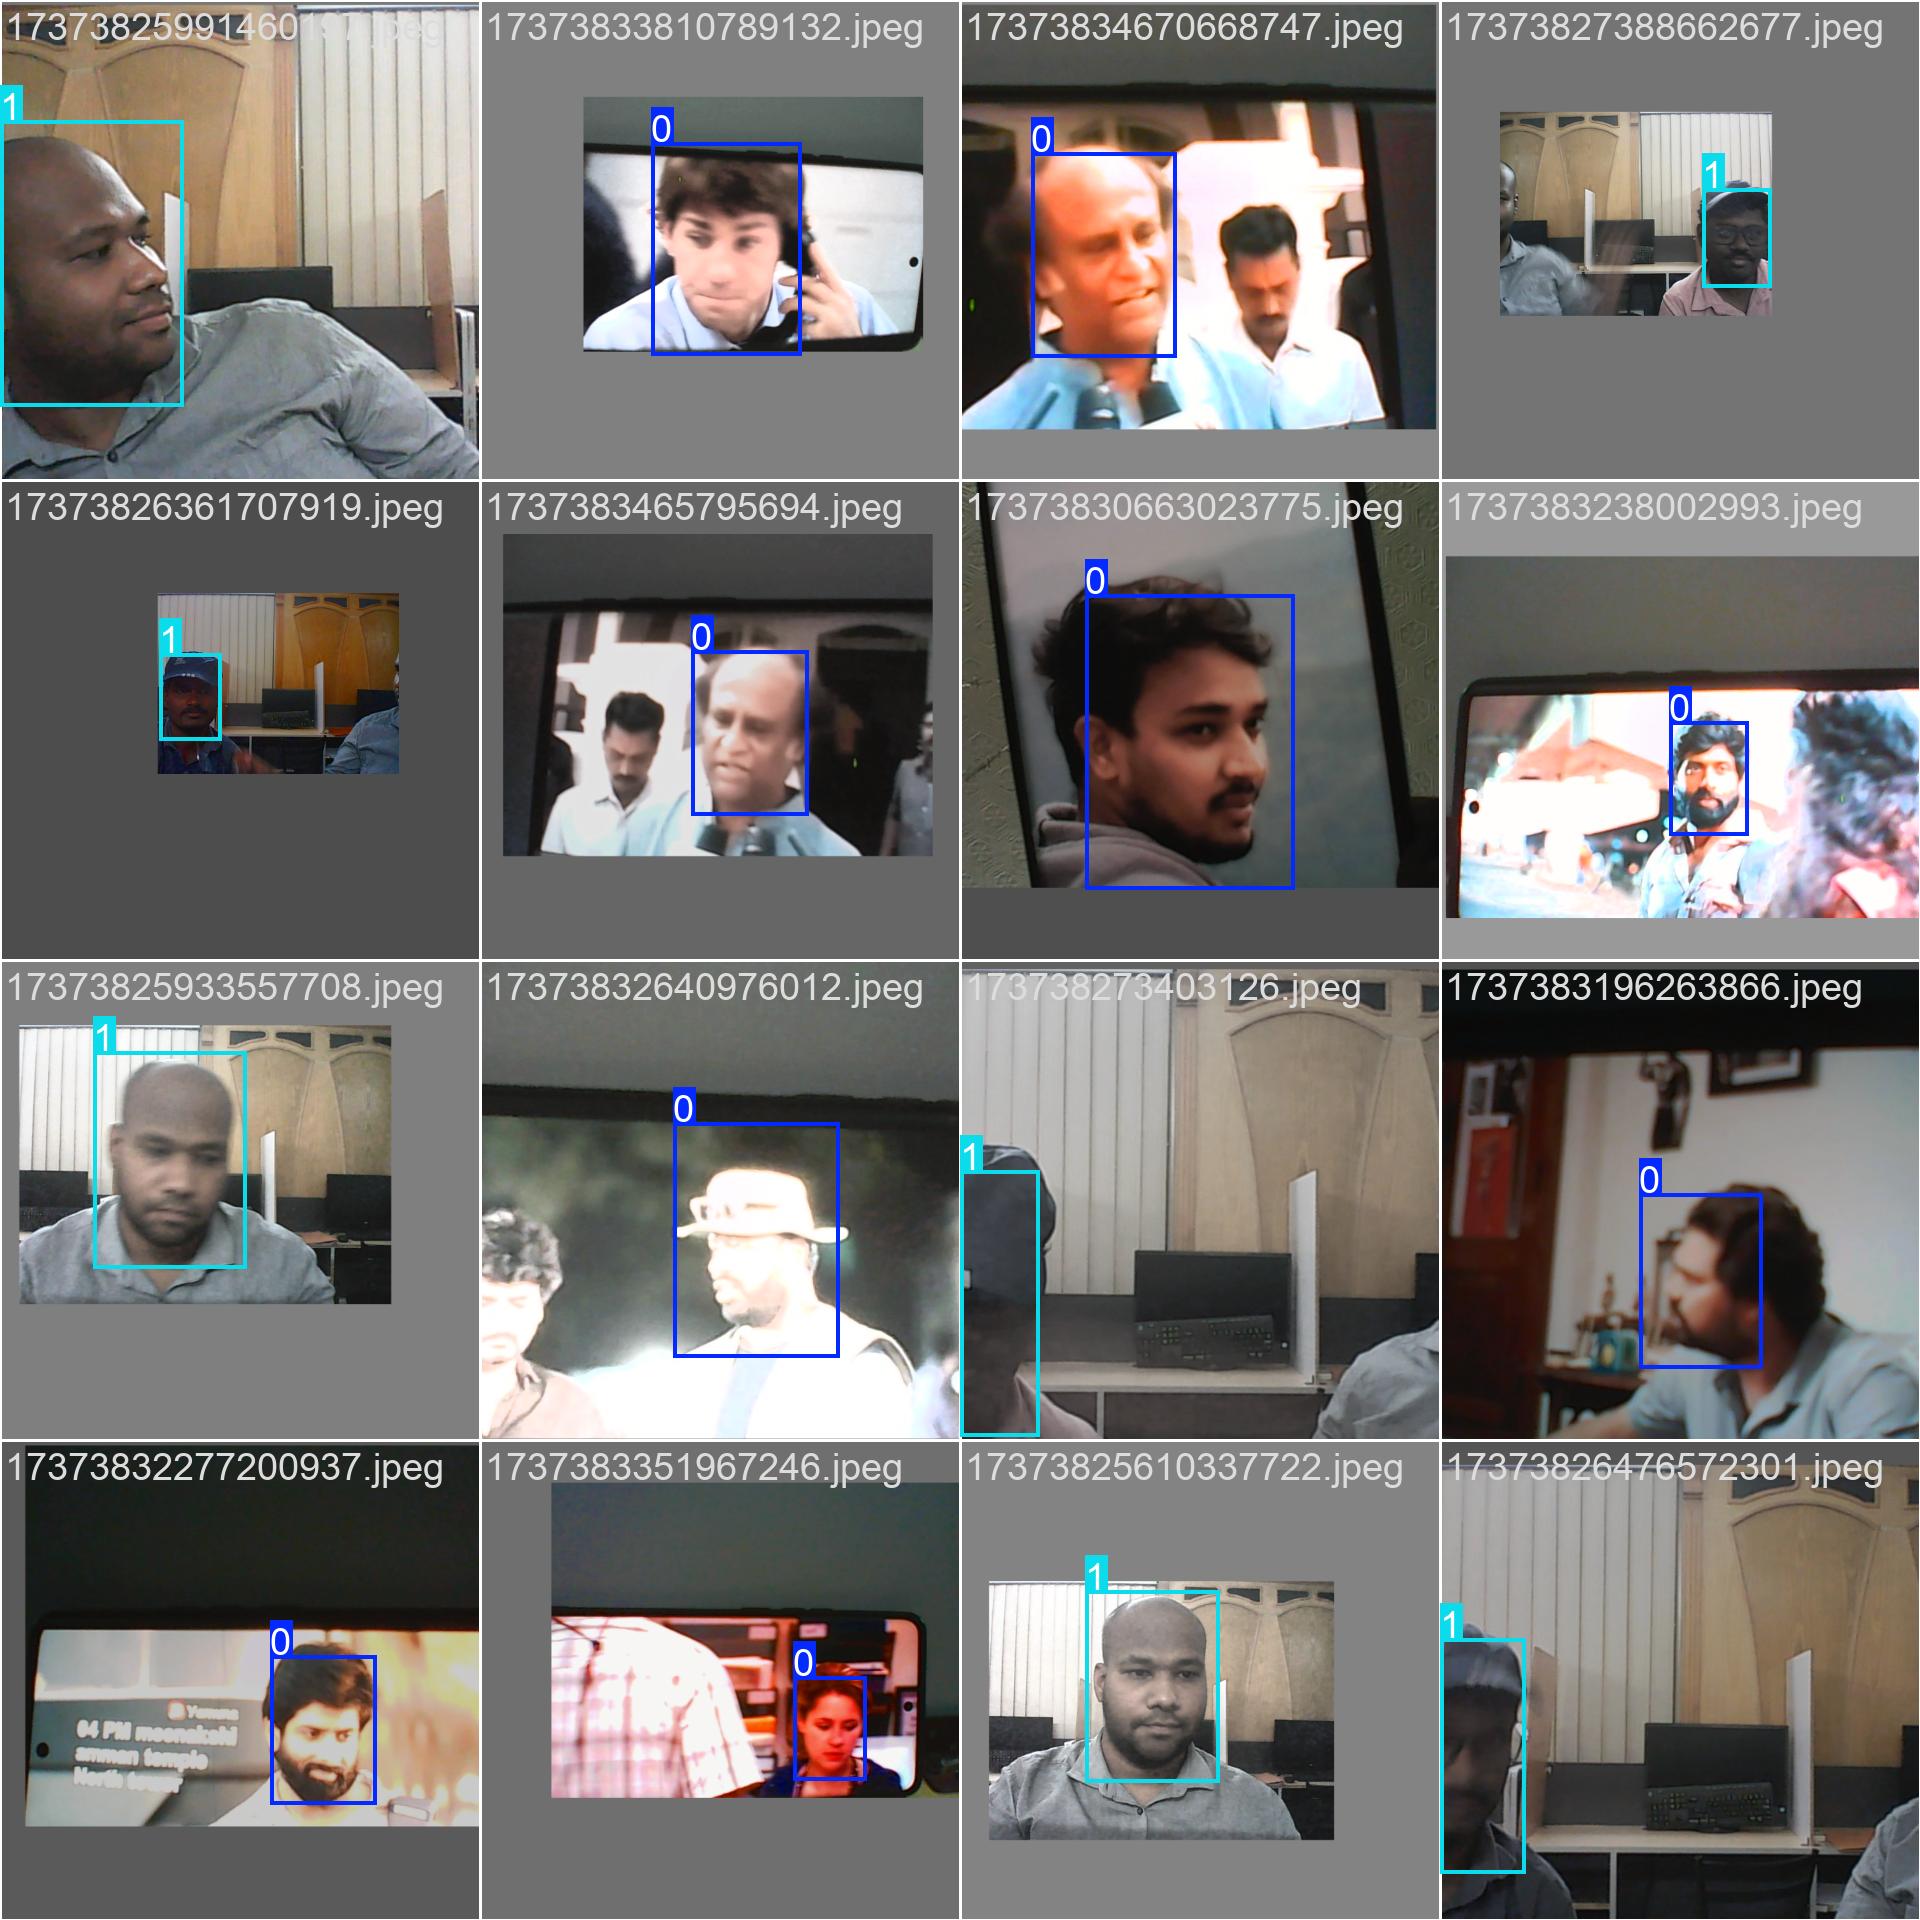 17373825991460197.jpeg
1
17373833810789132.jpeg
0
17373834670668747.jpeg
0
17373827388662677.jpeg
1
17373826361707919.jpeg
1
1737383465795694.jpeg
0
17373830663023775.jpeg
0
1737383238002993.jpeg
0
17373825933557708.jpeg
1
17373832640976012.jpeg
0
173738273403126.jpeg
1
1737383196263866.jpeg
0
17373832277200937.jpeg
0
04 PM meenakshi
amman temple
North tower
1737383351967246.jpeg
0
17373825610337722.jpeg
1
17373826476572301.jpeg
1